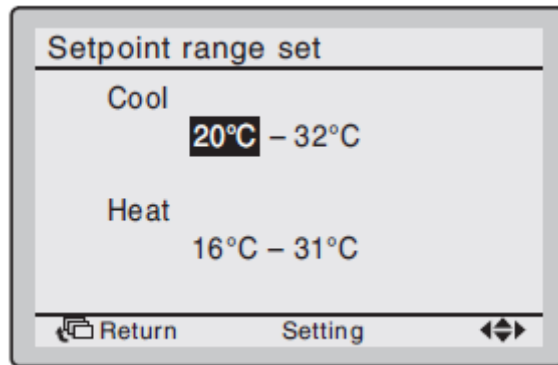 Setpoint range set
Cool
20°C – 32°C
Heat
16°C – 31°C
Return Setting